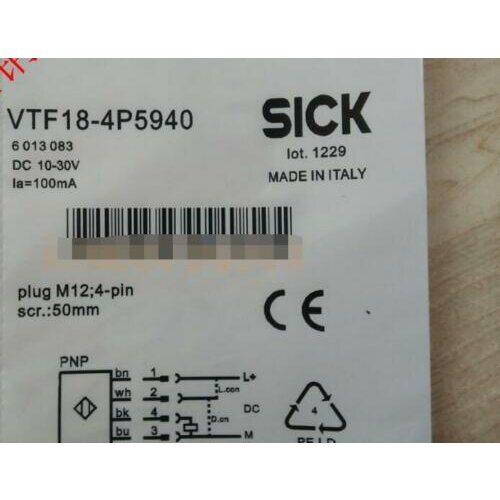 VTF18-4P5940
SICK
6 013 083
DC 10-30V
Ia=100mA
lot. 1229
MADE IN ITALY
plug M12;4-pin
scr.:50mm
CE
PNP
bn 1 L+
wh 2 L.con
bk 4 D.cn DC
bu 3 M
4
PE-LD